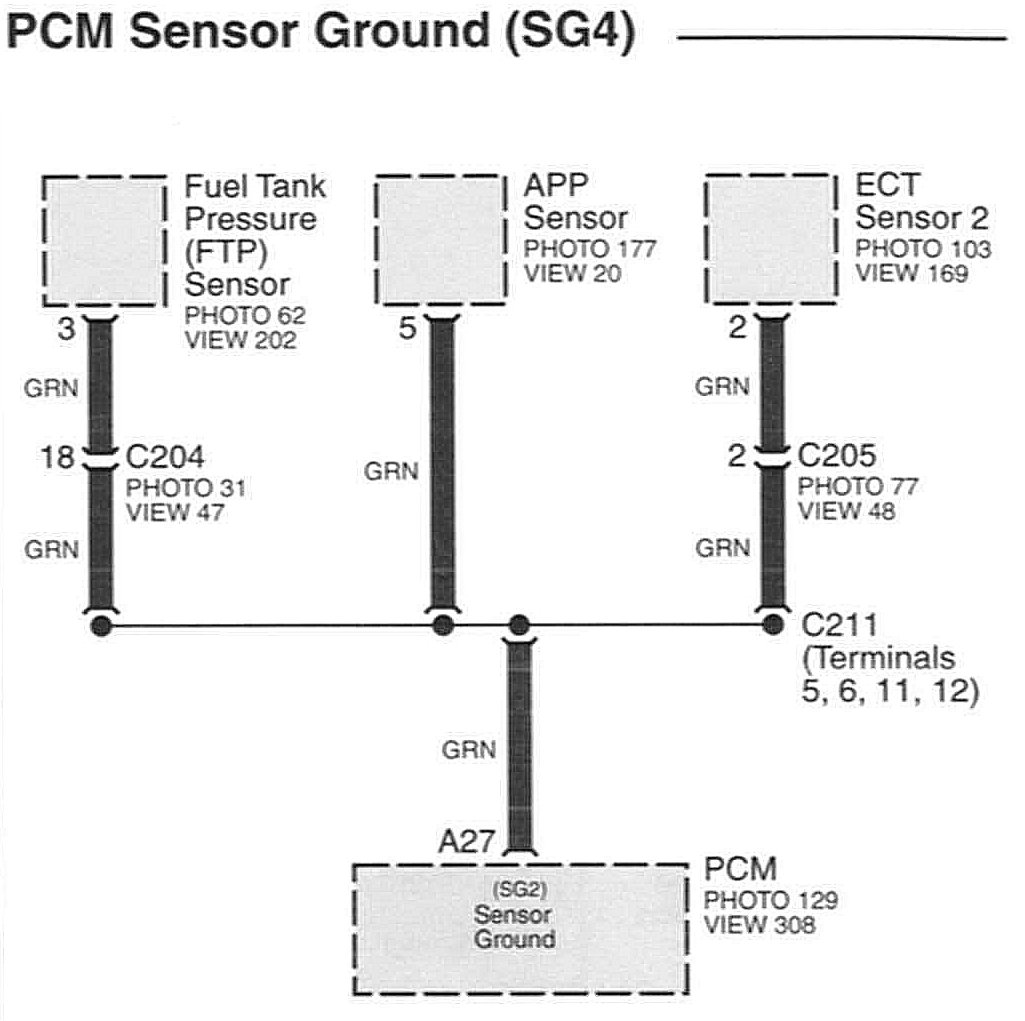 PCM Sensor Ground (SG4)
Fuel Tank
Pressure
(FTP)
Sensor
PHOTO 62
VIEW 202
APP
Sensor
PHOTO 177
VIEW 20
ECT
Sensor 2
PHOTO 103
VIEW 169
3
5
2
GRN
GRN
18
C204
PHOTO 31
VIEW 47
GRN
2
C205
PHOTO 77
VIEW 48
GRN
GRN
C211
(Terminals
5, 6, 11, 12)
GRN
A27
(SG2)
Sensor
Ground
PCM
PHOTO 129
VIEW 308